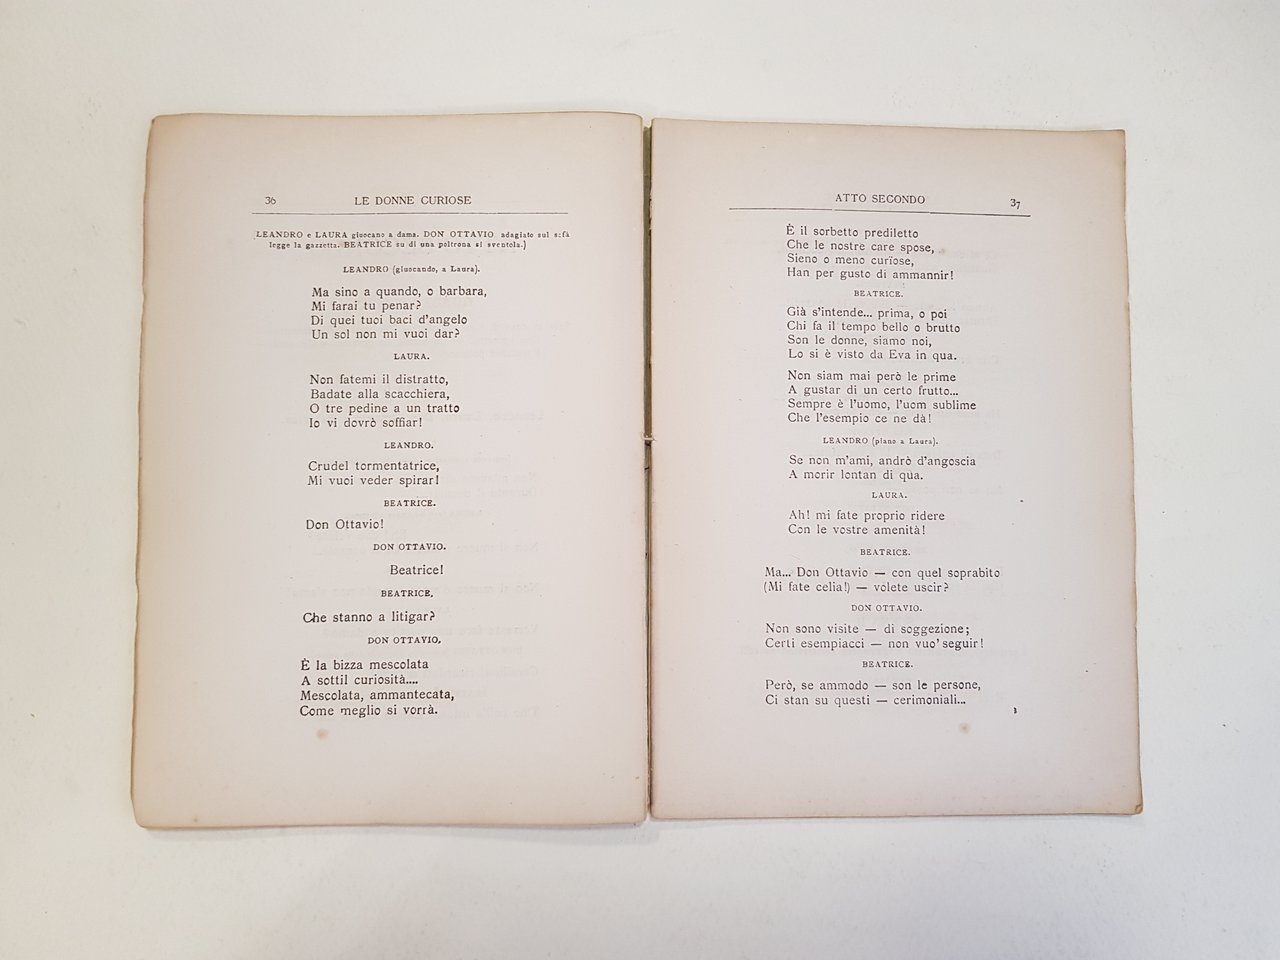 36 LE DONNE CURIOSE
LEANDRO e LAURA giuocano a dama. DON OTTAVIO adagiato sul sofà
legge la gazzetta. BEATRICE su di una poltrona si sventola.)
LEANDRO (giuocando, a Laura).
Ma sino a quando, o barbara,
Mi farai tu penar?
Di quei tuoi baci d'angelo
Un sol non mi vuoi dar?
LAURA.
Non fatemi il distratto,
Badate alla scacchiera,
O tre pedine a un tratto
Io vi dovrò soffiar!
LEANDRO.
Crudel tormentatrice,
Mi vuoi veder spirar!
BEATRICE.
Don Ottavio!
DON OTTAVIO.
Beatrice!
BEATRICE,
Che stanno a litigar?
DON OTTAVIO,
È la bizza mescolata
A sottil curiosità....
Mescolata, ammantecata,
Come meglio si vorrà.
ATTO SECONDO 37
È il sorbetto prediletto
Che le nostre care spose,
Sieno o meno curïose,
Han per gusto di ammannir!
BEATRICE.
Già s'intende... prima, o poi
Chi fa il tempo bello o brutto
Son le donne, siamo noi,
Lo si è visto da Eva in qua.
Non siam mai però le prime
A gustar di un certo frutto...
Sempre è l'uomo, l'uom sublime
Che l'esempio ce ne dà!
LEANDRO (piano a Laura).
Se non m'ami, andrò d'angoscia
A morir lontan di qua.
LAURA.
Ah! mi fate proprio ridere
Con le vostre amenità!
BEATRICE.
Ma... Don Ottavio — con quel soprabito
(Mi fate celia!) — volete uscir?
DON OTTAVIO.
Non sono visite — di soggezione;
Certi esempiacci — non vuo' seguir!
BEATRICE.
Però, se ammodo — son le persone,
Ci stan su questi — cerimoniali...
3